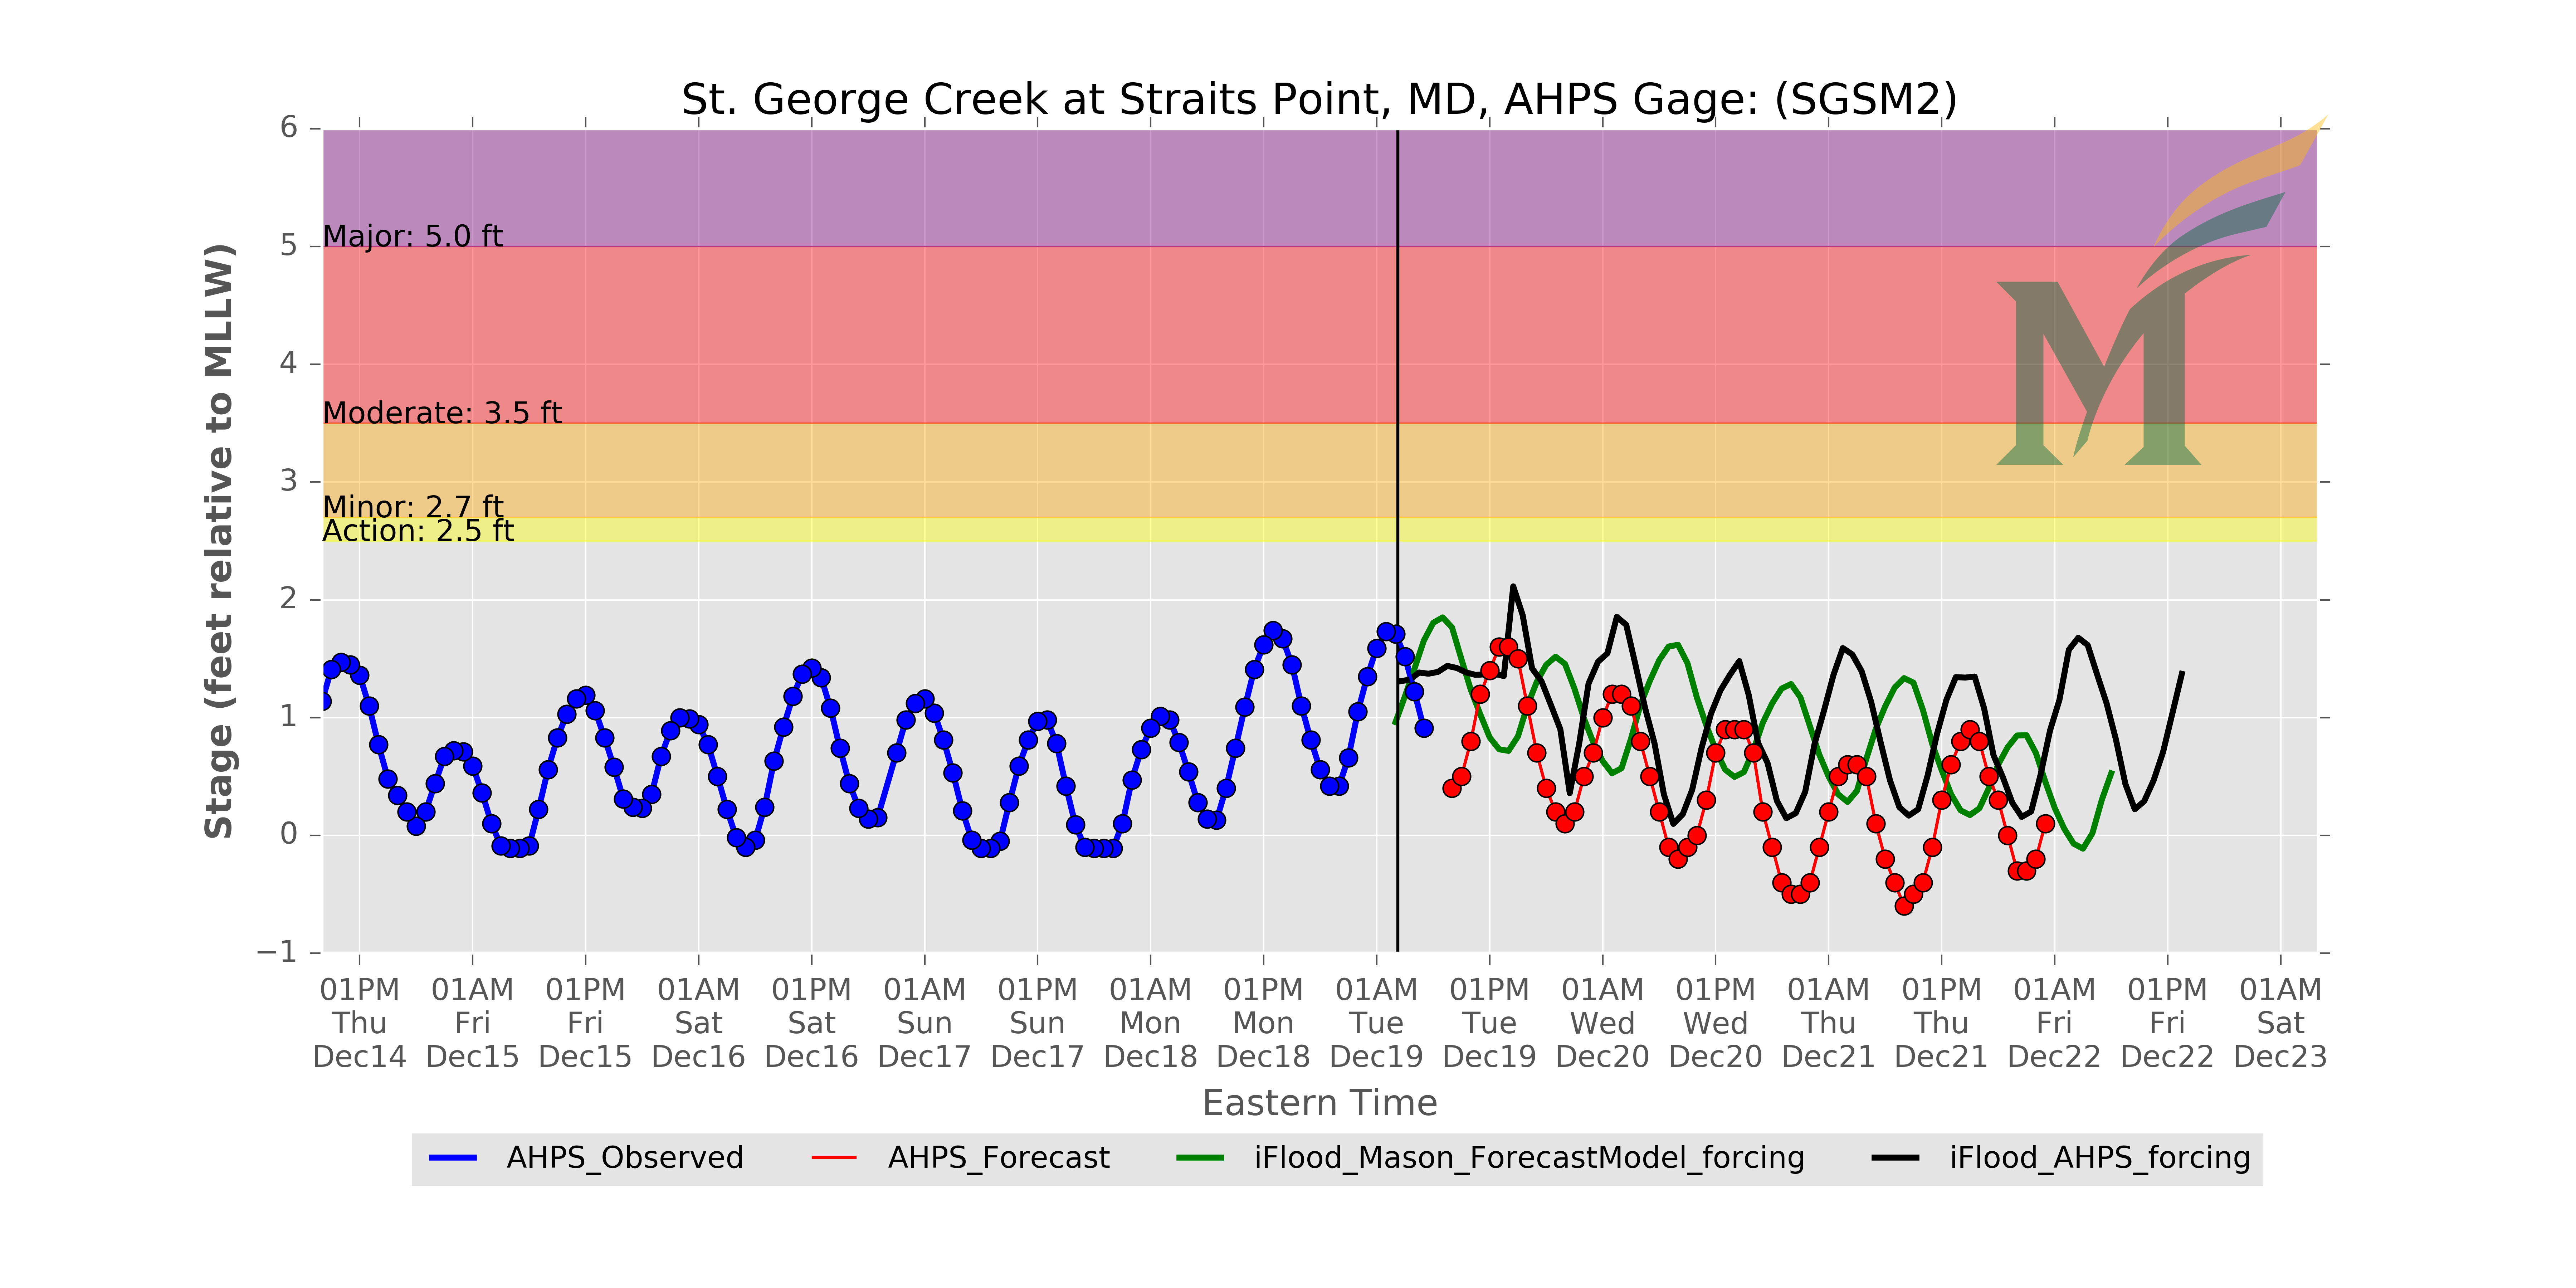 St. George Creek at Straits Point, MD, AHPS Gage: (SGSM2)
6
5
4
3
2
1
0
−1
Stage (feet relative to MLLW)
Major: 5.0 ft
Moderate: 3.5 ft
Minor: 2.7 ft
Action: 2.5 ft
M
01PM 01AM 01PM 01AM 01PM 01AM 01PM 01AM 01PM 01AM 01PM 01AM 01PM 01AM 01PM 01AM 01PM 01AM
Thu Fri Fri Sat Sat Sun Sun Mon Mon Tue Tue Wed Wed Thu Thu Fri Fri Sat
Dec14 Dec15 Dec15 Dec16 Dec16 Dec17 Dec17 Dec18 Dec18 Dec19 Dec19 Dec20 Dec20 Dec21 Dec21 Dec22 Dec22 Dec23
Eastern Time
AHPS_Observed AHPS_Forecast iFlood_Mason_ForecastModel_forcing iFlood_AHPS_forcing